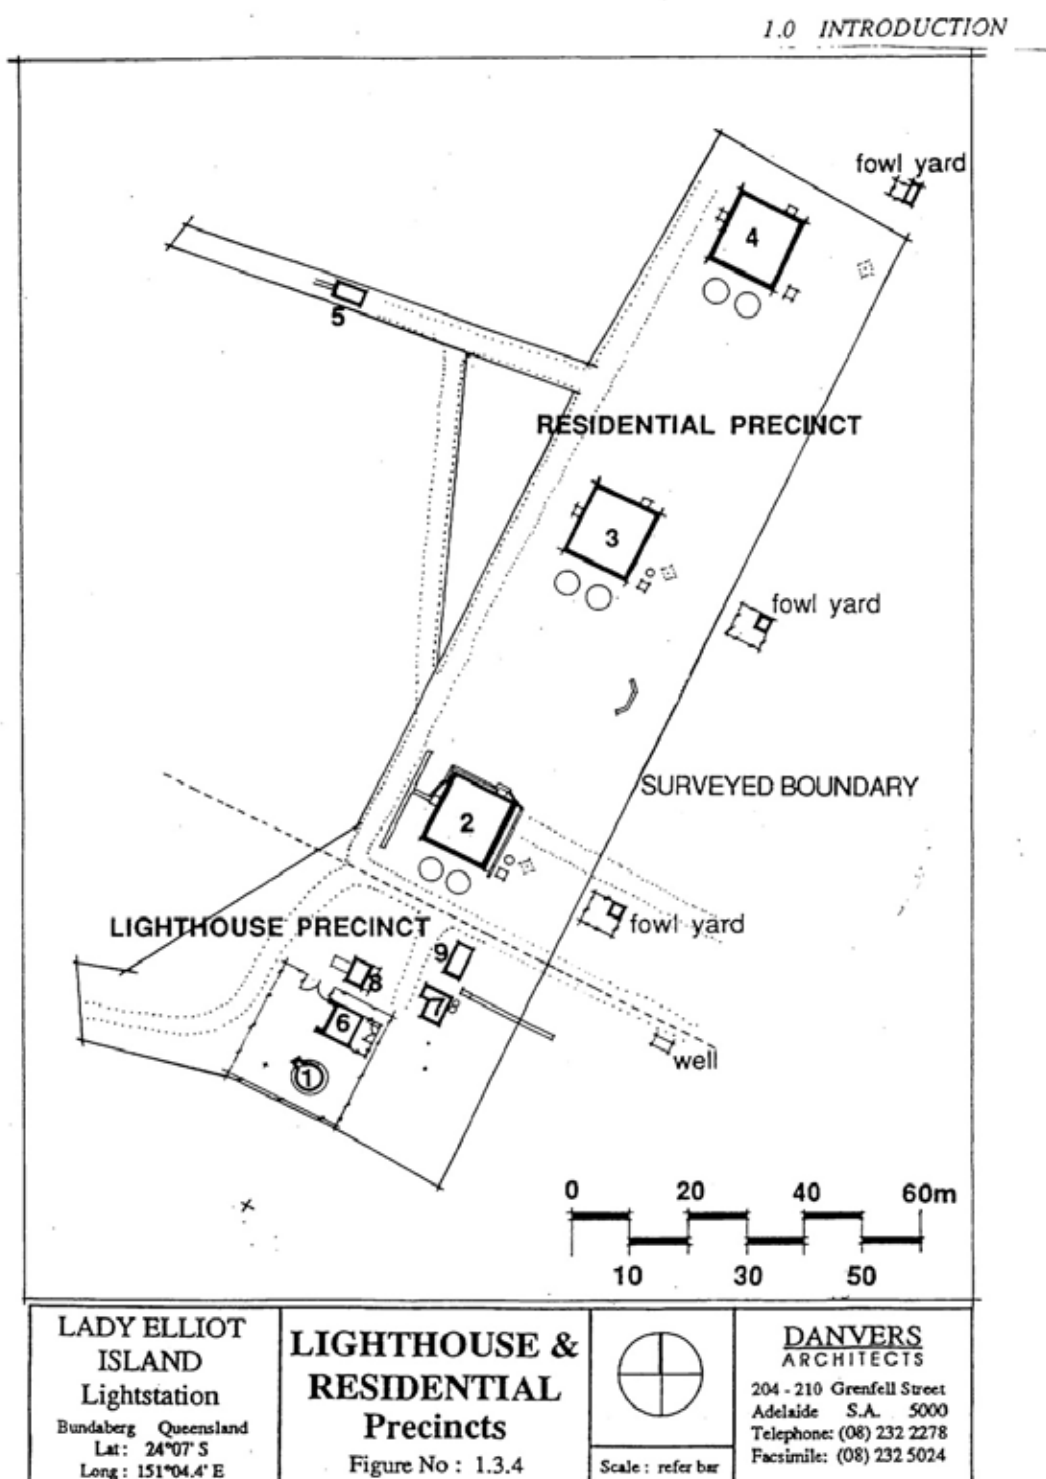 1.0 INTRODUCTION
fowl yard
4
5
RESIDENTIAL PRECINCT
3
fowl yard
SURVEYED BOUNDARY
2
LIGHTHOUSE PRECINCT
fowl yard
9
8
7
6
well
1
0 20 40 60m
10 30 50
LADY ELLIOT
ISLAND
Lightstation
Bundaberg Queensland
Lat: 24°07' S
Long: 151°04.4' E
LIGHTHOUSE &
RESIDENTIAL
Precincts
Figure No : 1.3.4
Scale : refer bar
DANVERS
ARCHITECTS
204 - 210 Grenfell Street
Adelaide S.A. 5000
Telephone: (08) 232 2278
Facsimile: (08) 232 5024